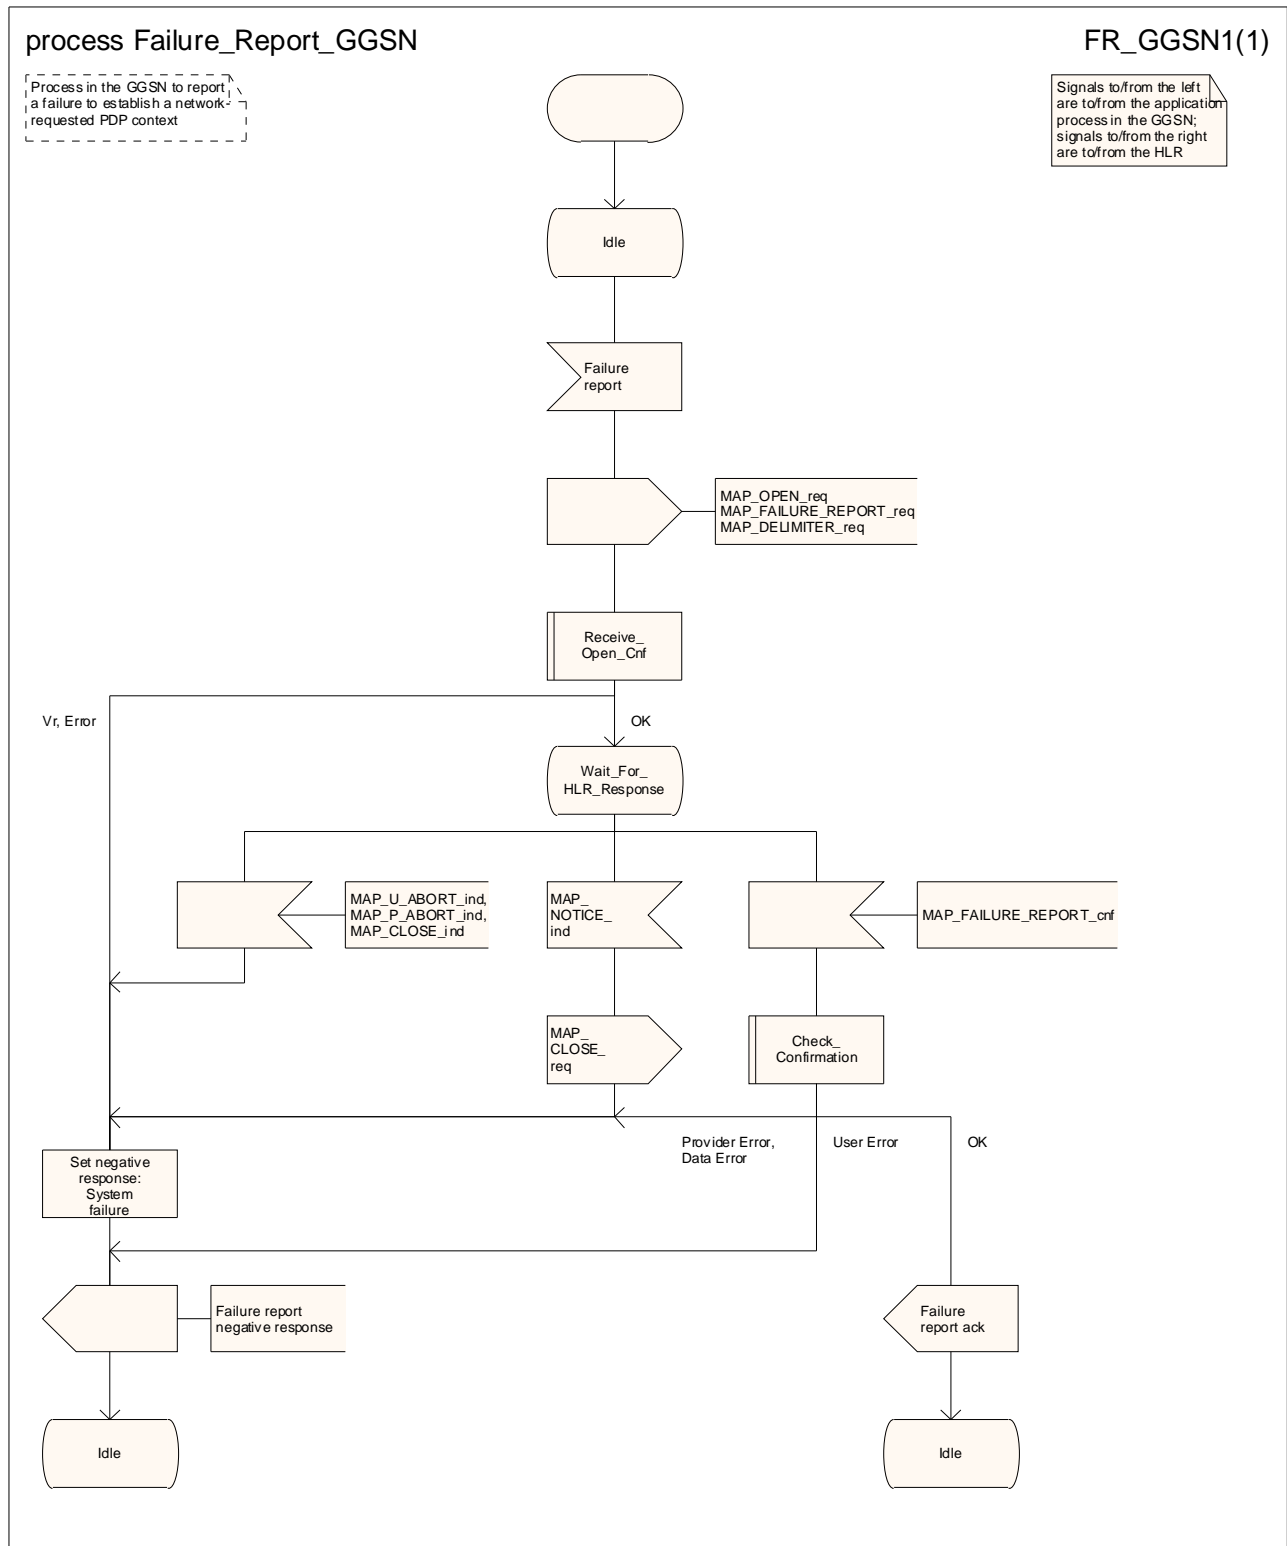 process Failure_Report_GGSN
FR_GGSN1(1)
Process in the GGSN to report
a failure to establish a network-
requested PDP context
Signals to/from the left
are to/from the application
process in the GGSN;
signals to/from the right
are to/from the HLR
Idle
Failure
report
MAP_OPEN_req
MAP_FAILURE_REPORT_req
MAP_DELIMITER_req
Receive_
Open_Cnf
Vr, Error
OK
Wait_For_
HLR_Response
MAP_U_ABORT_ind,
MAP_P_ABORT_ind,
MAP_CLOSE_ind
MAP_
NOTICE_
ind
MAP_FAILURE_REPORT_cnf
MAP_
CLOSE_
req
Check_
Confirmation
Provider Error,
Data Error
User Error
OK
Set negative
response:
System
failure
Failure report
negative response
Failure
report ack
Idle
Idle